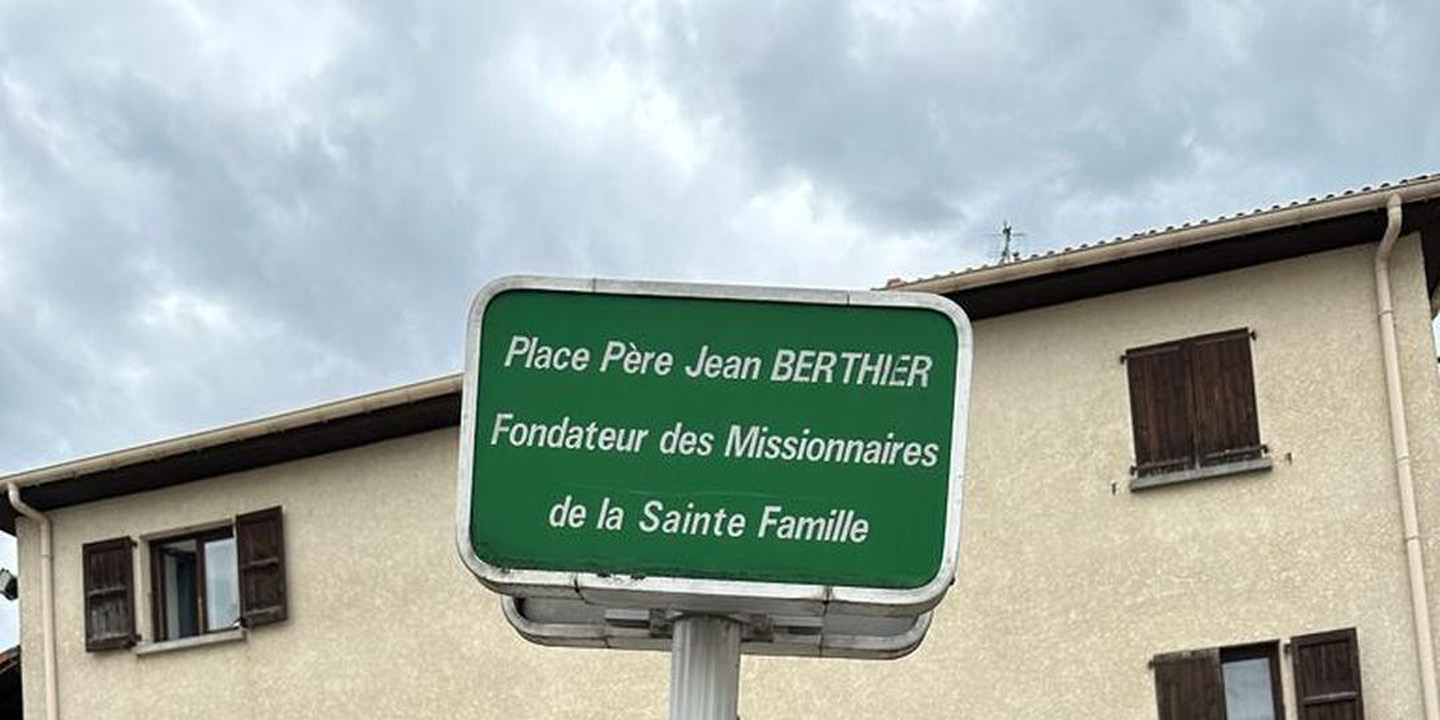 Place Père Jean BERTHIER
Fondateur des Missionnaires
de la Sainte Famille